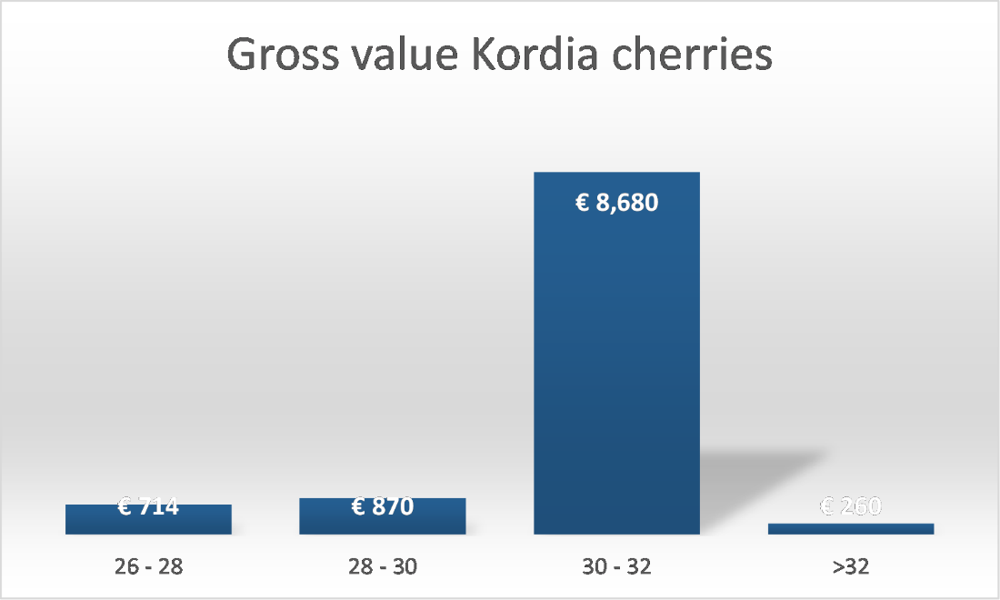 Gross value Kordia cherries
€ 8,680
€ 714
€ 870
€ 260
26 - 28
28 - 30
30 - 32
>32